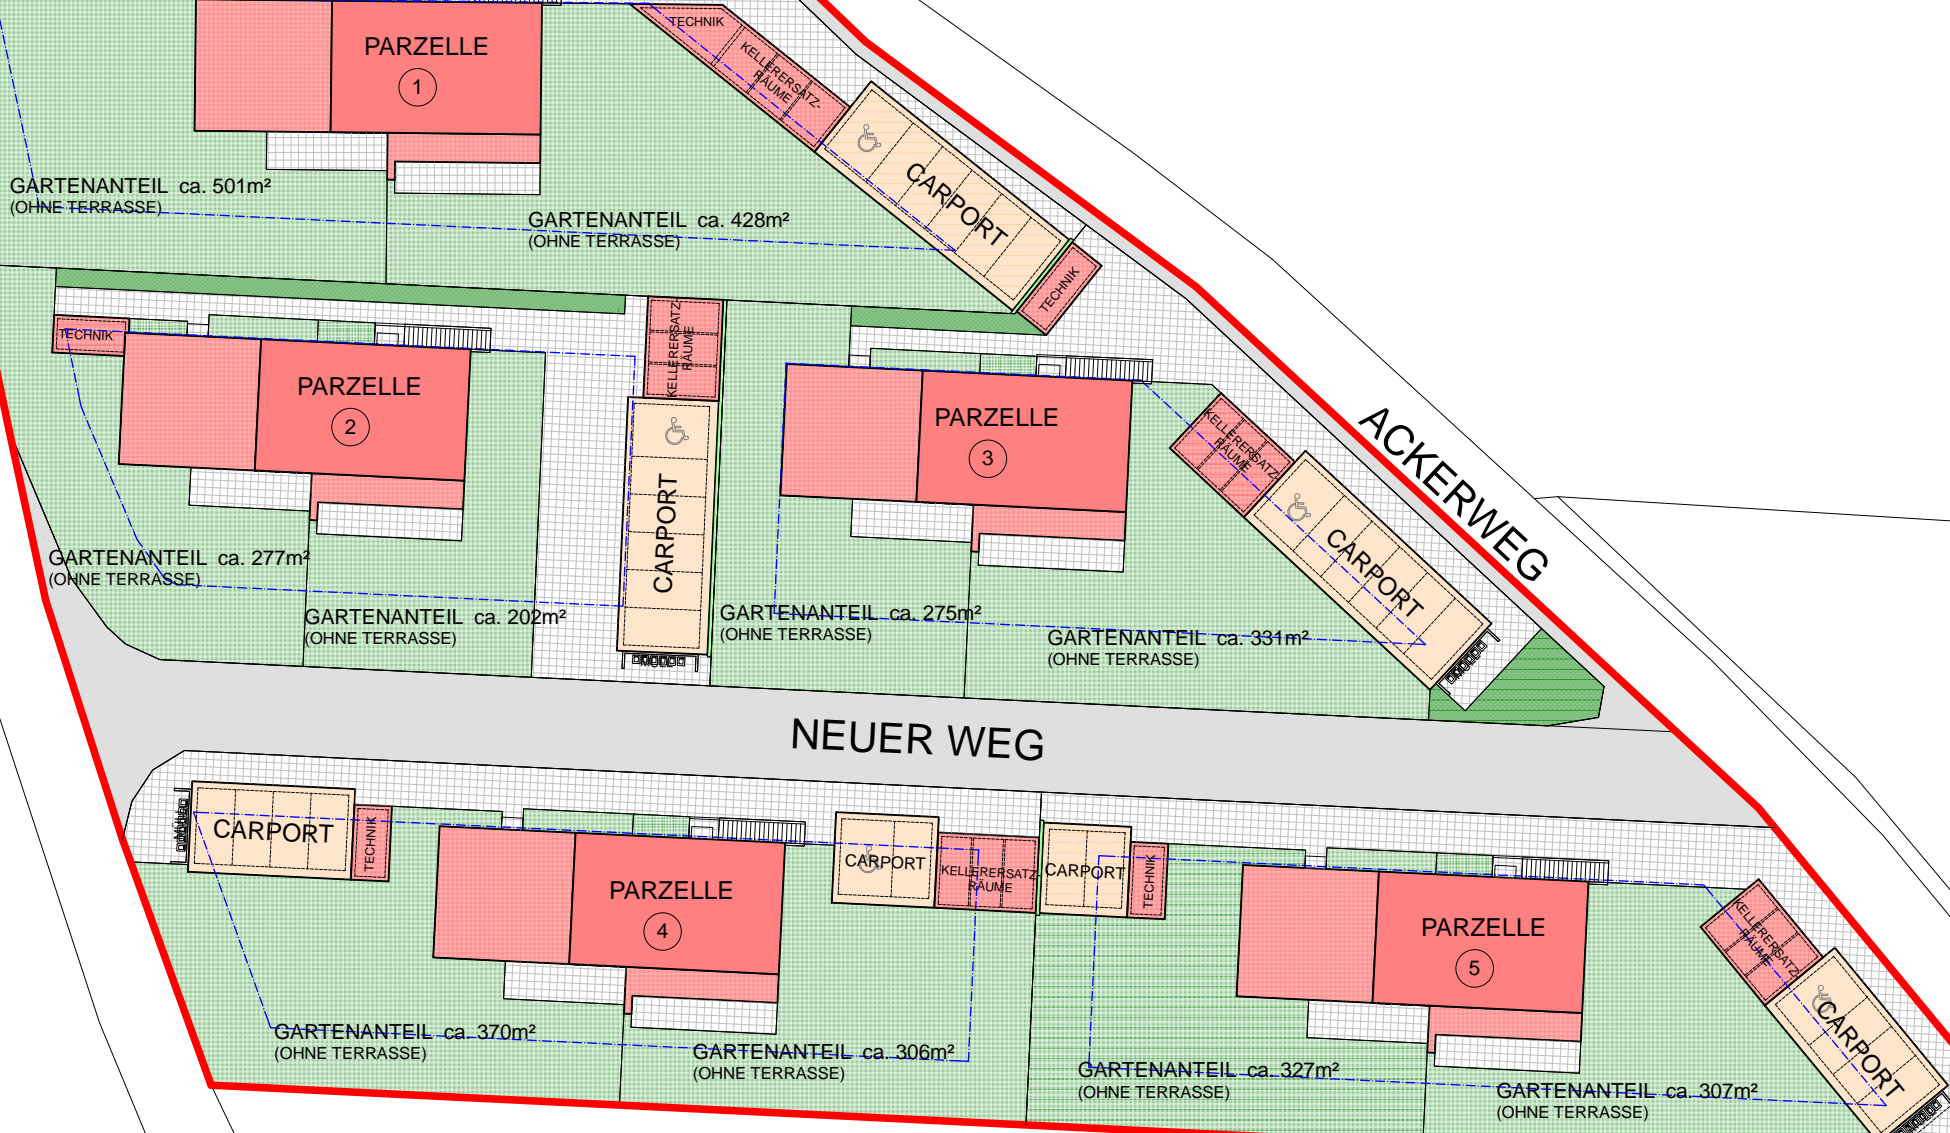 TECHNIK
PARZELLE
1
KELLERERSATZ-
RÄUME
CARPORT
GARTENANTEIL ca. 501m²
(OHNE TERRASSE)
GARTENANTEIL ca. 428m²
(OHNE TERRASSE)
TECHNIK
TECHNIK
PARZELLE
2
KELLERERSATZ-
RÄUME
CARPORT
PARZELLE
3
KELLERERSATZ-
RÄUME
CARPORT
ACKERWEG
GARTENANTEIL ca. 277m²
(OHNE TERRASSE)
GARTENANTEIL ca. 202m²
(OHNE TERRASSE)
GARTENANTEIL ca. 275m²
(OHNE TERRASSE)
GARTENANTEIL ca. 331m²
(OHNE TERRASSE)
MÜLL
MÜLL
NEUER WEG
MÜLL
CARPORT
TECHNIK
PARZELLE
4
CARPORT
KELLERERSATZ-
RÄUME
CARPORT
TECHNIK
PARZELLE
5
KELLERERSATZ-
RÄUME
CARPORT
GARTENANTEIL ca. 370m²
(OHNE TERRASSE)
GARTENANTEIL ca. 306m²
(OHNE TERRASSE)
GARTENANTEIL ca. 327m²
(OHNE TERRASSE)
GARTENANTEIL ca. 307m²
(OHNE TERRASSE)